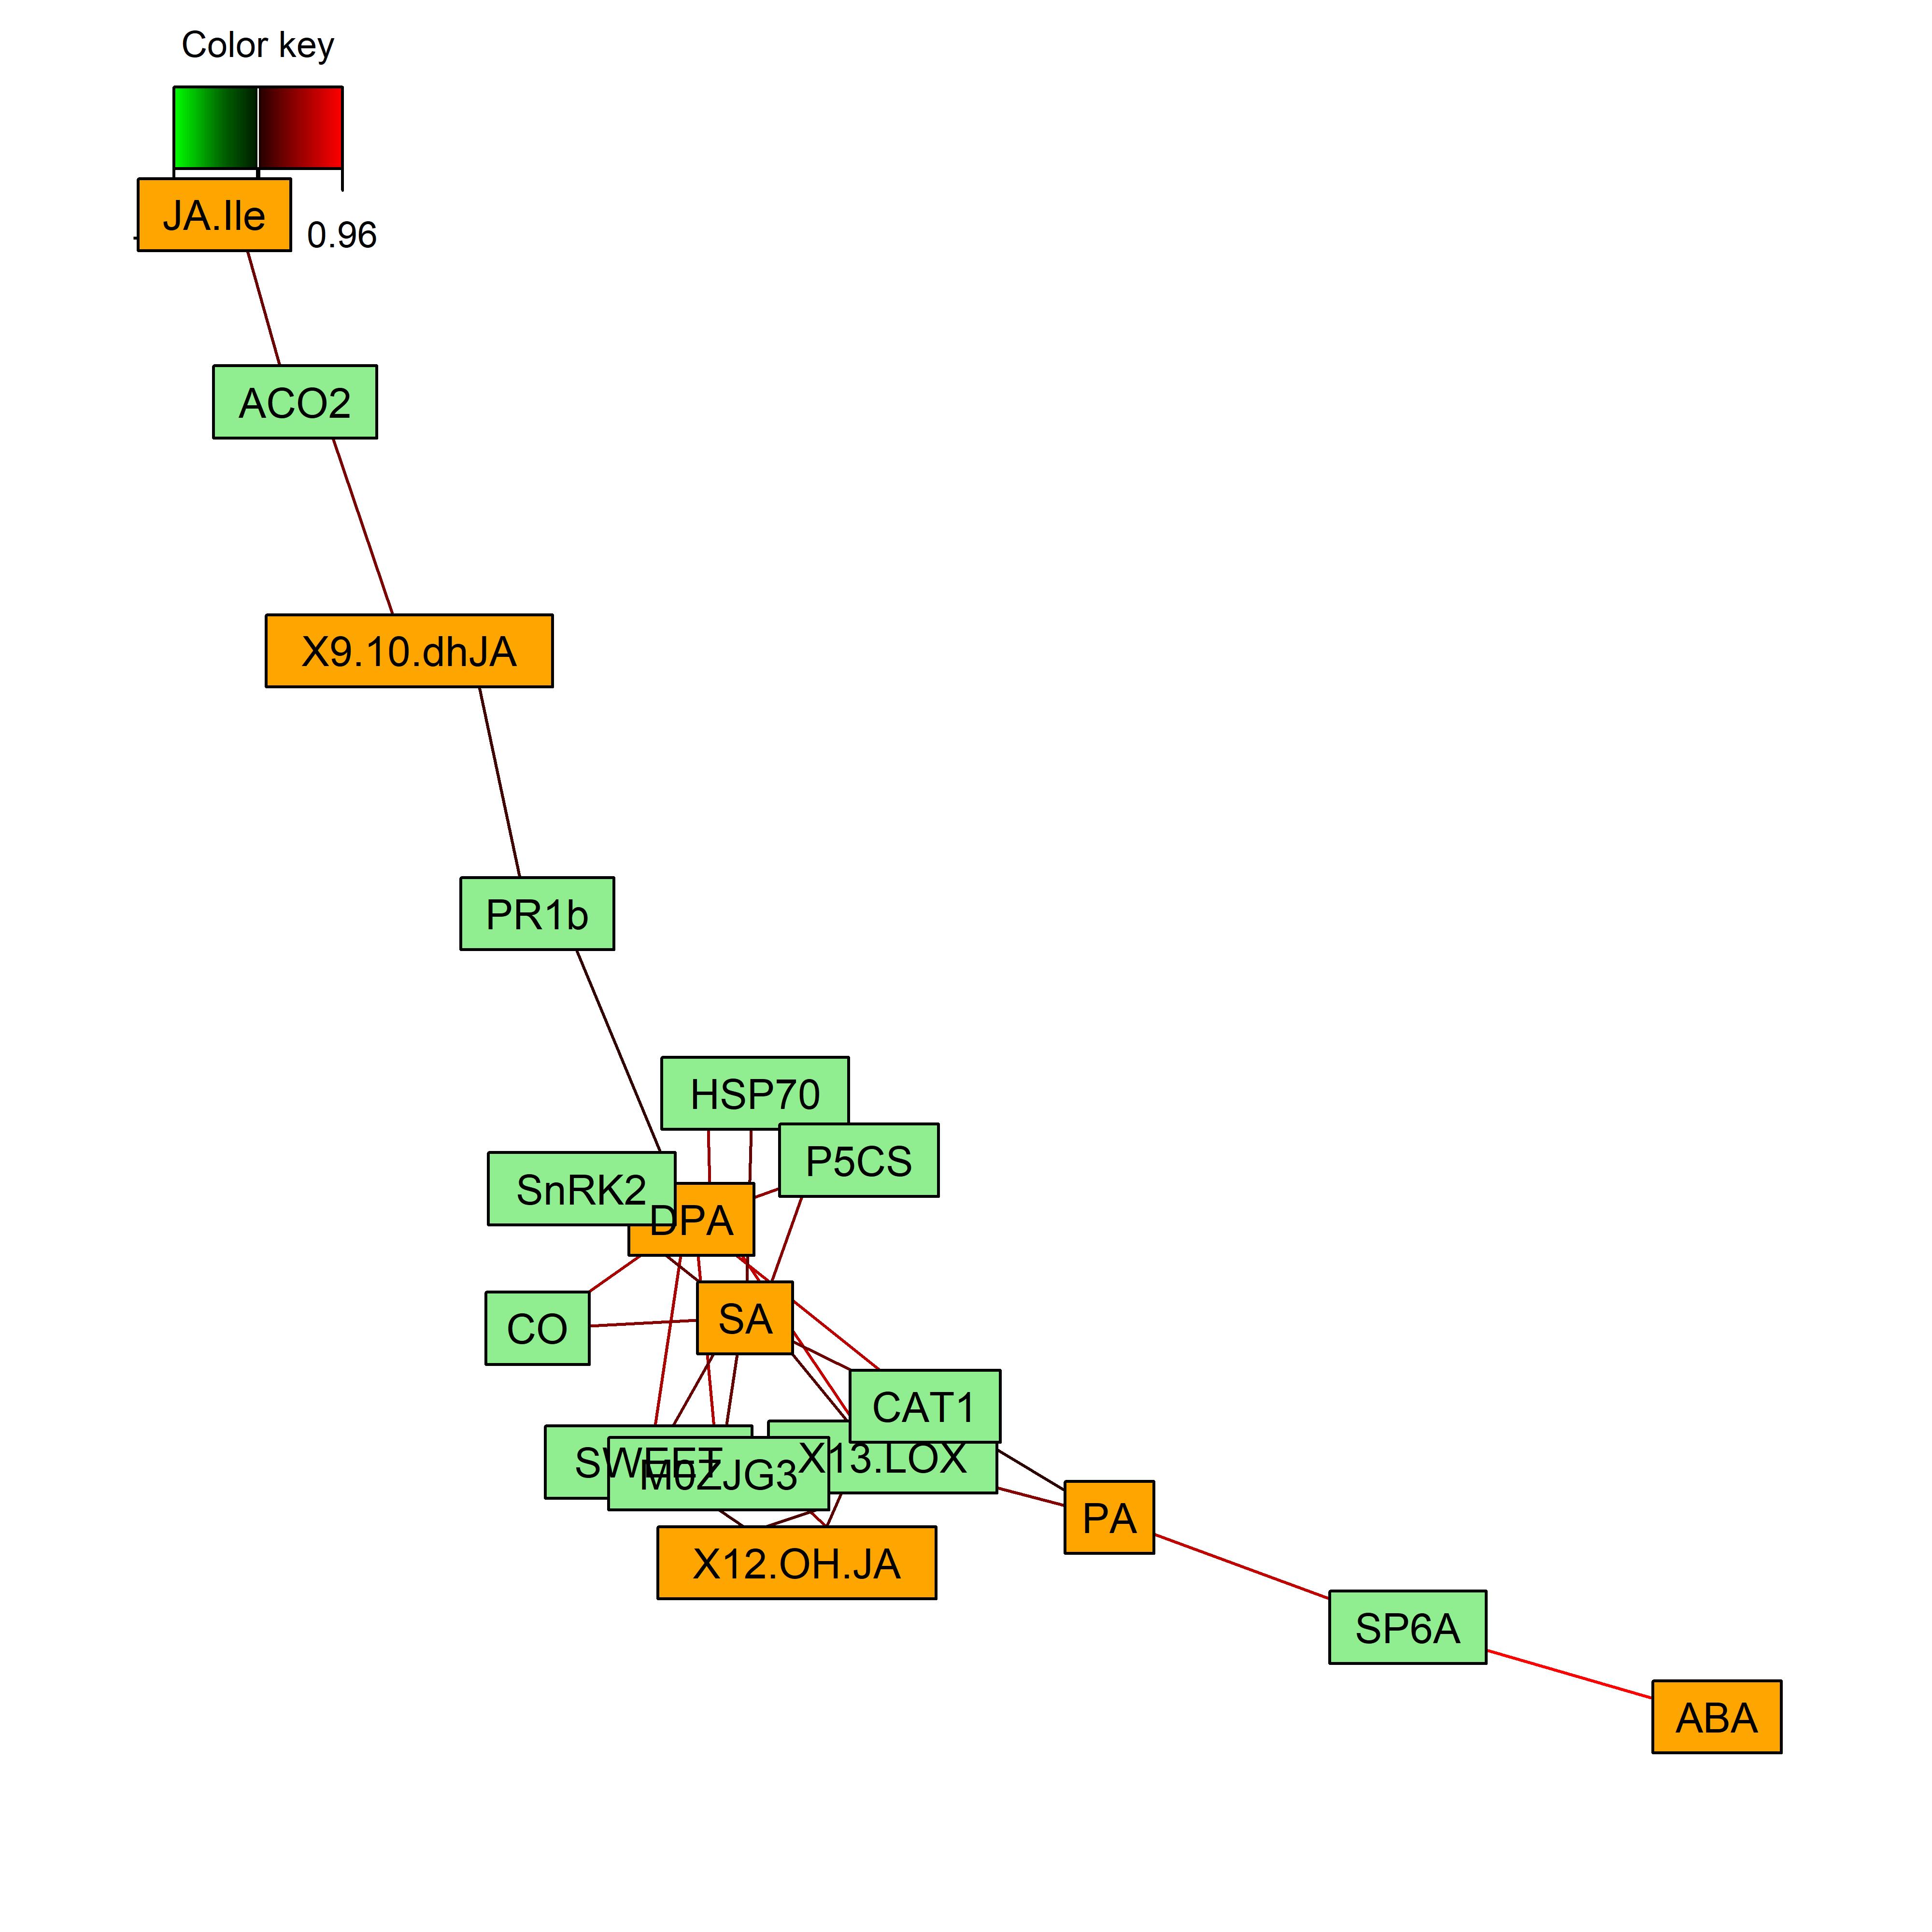 Color key
JA.Ile
0.96
ACO2
X9.10.dhJA
PR1b
HSP70
P5CS
SnRK2
DPA
SA
CO
CAT1
SWEET
M0ZJG3
X13.LOX
PA
X12.OH.JA
SP6A
ABA